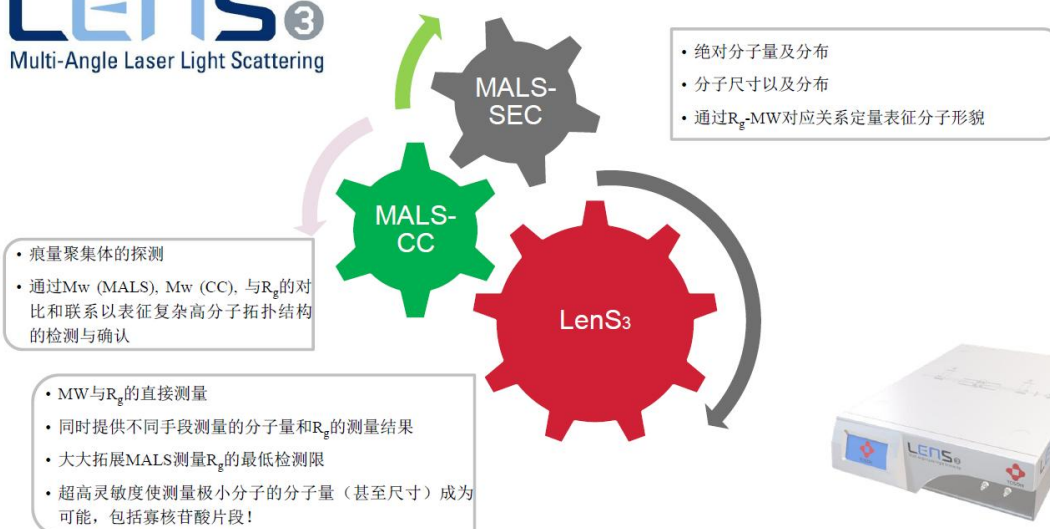 LenS3
Multi-Angle Laser Light Scattering
MALS-
SEC
• 绝对分子量及分布
• 分子尺寸以及分布
• 通过Rg-MW对应关系定量表征分子形貌
MALS-
CC
• 痕量聚集体的探测
• 通过Mw (MALS), Mw (CC), 与Rg的对
比和联系以表征复杂高分子拓扑结构
的检测与确认
LenS3
• MW与Rg的直接测量
• 同时提供不同手段测量的分子量和Rg的测量结果
• 大大拓展MALS测量Rg的最低检测限
• 超高灵敏度使测量极小分子的分子量（甚至尺寸）成为
可能，包括寡核苷酸片段！
LENS3